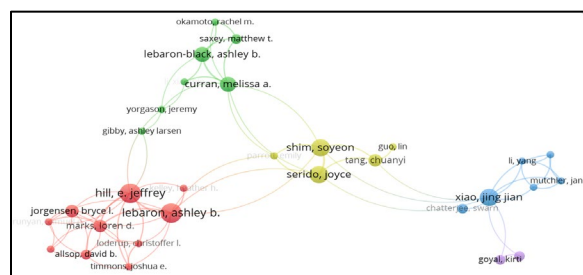 okamoto, rachel m.
saxey, matthew t.
lebaron-black, ashley b.
curran, melissa a.
yorgason, jeremy
gibby, ashley larsen
shim, soyeon
guo, lin
parrott, emily
tang, chuanyi
serido, joyce
li, yang
mutchler, jan
xiao, jing jian
chatterjee, swarn
hill, e. jeffrey
jorgensen, bryce l.
lebaron, ashley b.
marks, loren d.
loderup, christoffer l.
allsop, david b.
timmons, joshua e.
goyal, kirti